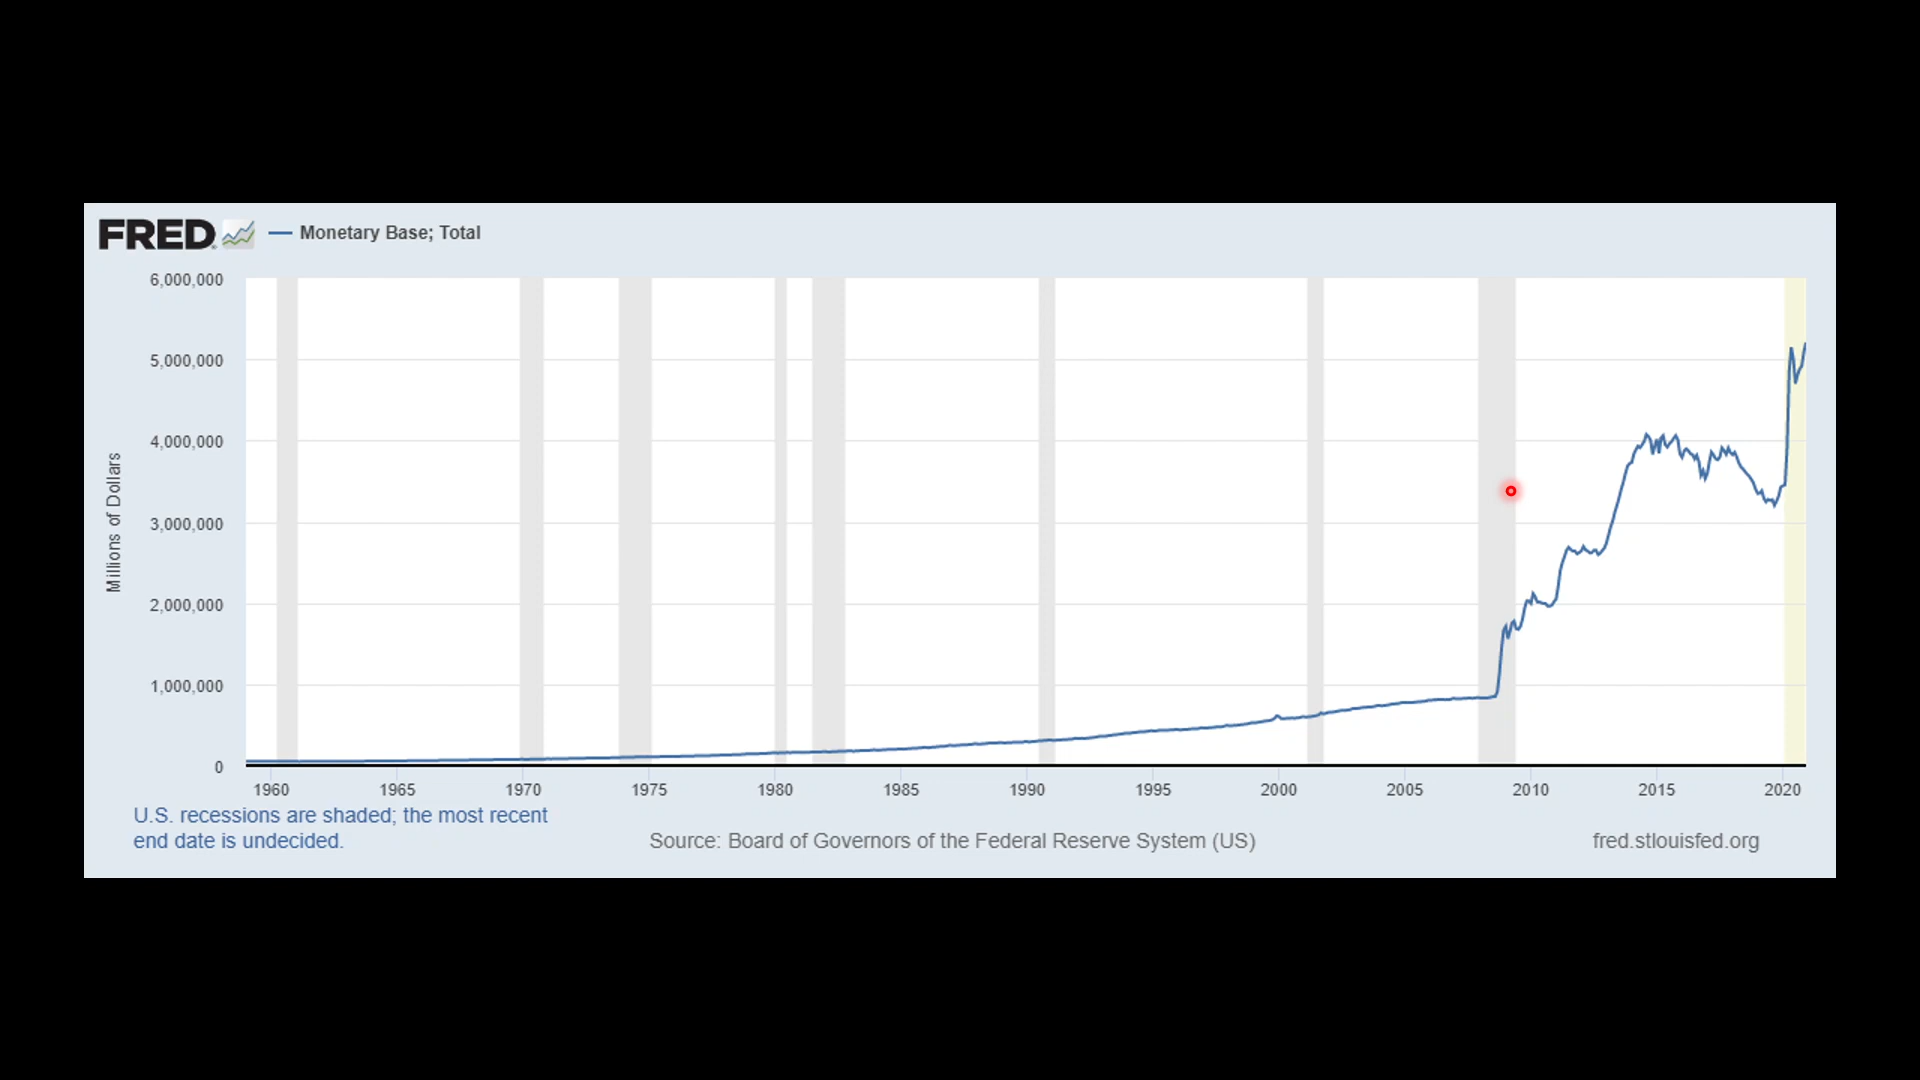 FRED Monetary Base; Total
6,000,000
5,000,000
4,000,000
3,000,000
2,000,000
1,000,000
0
Millions of Dollars
1960 1965 1970 1975 1980 1985 1990 1995 2000 2005 2010 2015 2020
U.S. recessions are shaded; the most recent
end date is undecided.
Source: Board of Governors of the Federal Reserve System (US)
fred.stlouisfed.org